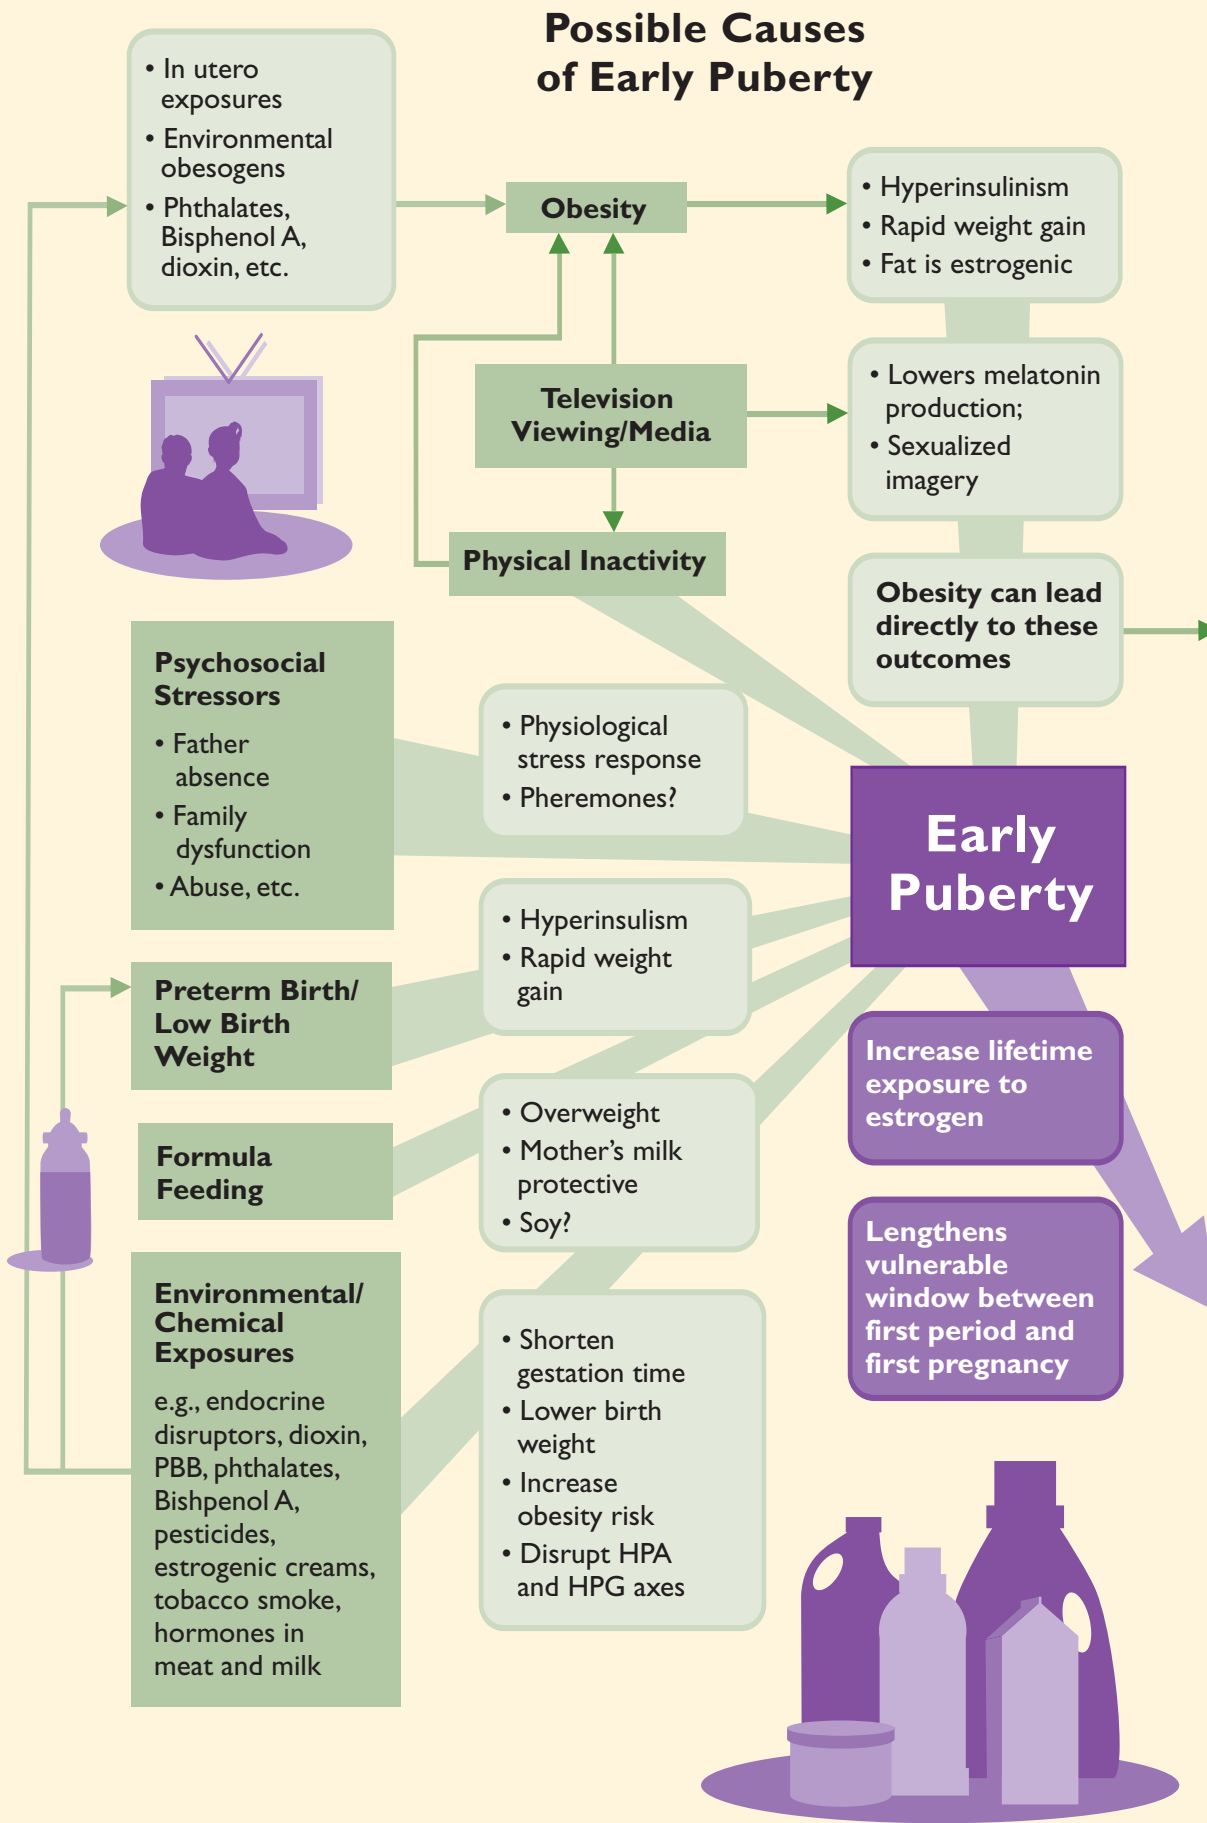 Possible Causes
of Early Puberty
• In utero
exposures
• Environmental
obesogens
• Phthalates,
Bisphenol A,
dioxin, etc.
Obesity
• Hyperinsulinism
• Rapid weight gain
• Fat is estrogenic
Television
Viewing/Media
• Lowers melatonin
production;
• Sexualized
imagery
Physical Inactivity
Obesity can lead
directly to these
outcomes
Psychosocial
Stressors
• Father
absence
• Family
dysfunction
• Abuse, etc.
• Physiological
stress response
• Pheremones?
Early
Puberty
Preterm Birth/
Low Birth
Weight
• Hyperinsulism
• Rapid weight
gain
Formula
Feeding
• Overweight
• Mother’s milk
protective
• Soy?
Increase lifetime
exposure to
estrogen
Lengthens
vulnerable
window between
first period and
first pregnancy
Environmental/
Chemical
Exposures
e.g., endocrine
disruptors, dioxin,
PBB, phthalates,
Bishpenol A,
pesticides,
estrogenic creams,
tobacco smoke,
hormones in
meat and milk
• Shorten
gestation time
• Lower birth
weight
• Increase
obesity risk
• Disrupt HPA
and HPG axes